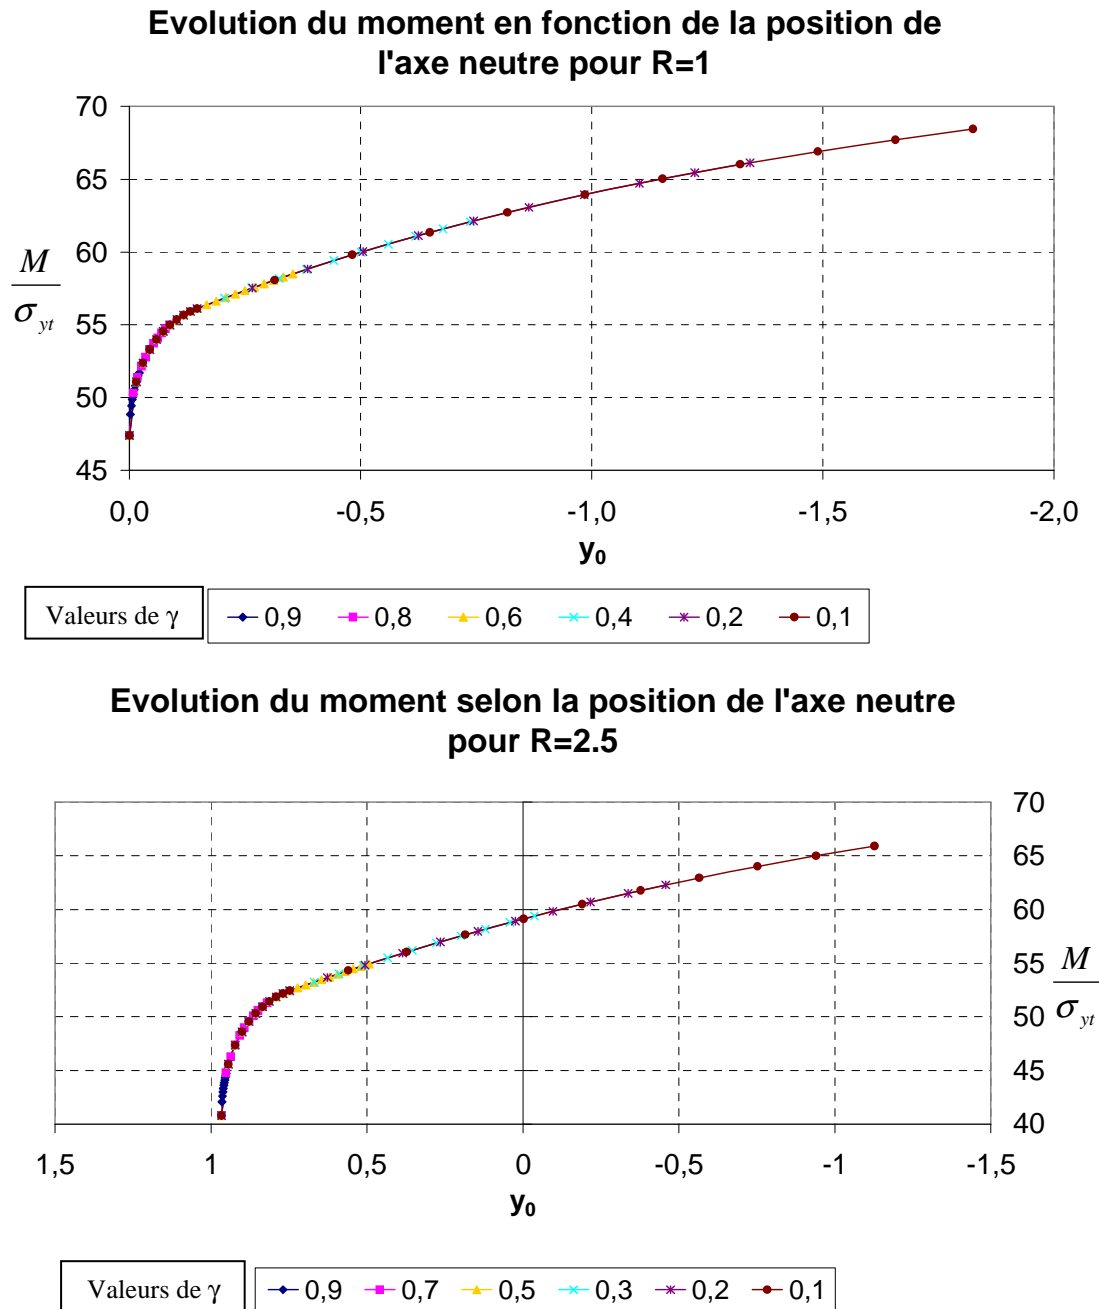 Evolution du moment en fonction de la position de
l'axe neutre pour R=1
70
65
60
55
50
45
M
σyt
0,0 -0,5 -1,0 -1,5 -2,0
y0
Valeurs de γ
0,9 0,8 0,6 0,4 0,2 0,1
Evolution du moment selon la position de l'axe neutre
pour R=2.5
70
65
60
55
50
45
40
M
σyt
1,5 1 0,5 0 -0,5 -1 -1,5
y0
Valeurs de γ
0,9 0,7 0,5 0,3 0,2 0,1